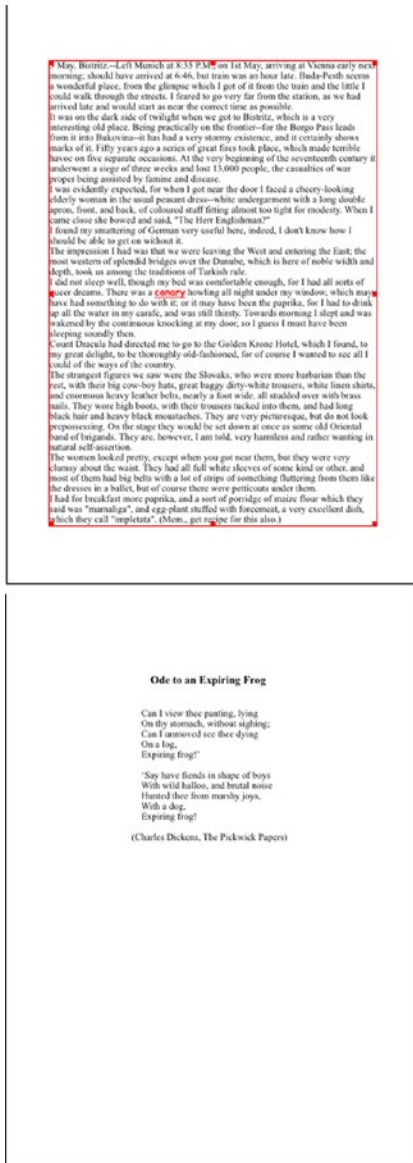 3 May, Bistritz.--Left Munich at 8:35 P.M., on 1st May, arriving at Vienna early next
morning; should have arrived at 6:46, but train was an hour late. Buda-Pesth seems
a wonderful place, from the glimpse which I got of it from the train and the little I
could walk through the streets. I feared to go very far from the station, as we had
arrived late and would start as near the correct time as possible.
It was on the dark side of twilight when we got to Bistritz, which is a very
interesting old place. Being practically on the frontier--for the Borgo Pass leads
from it into Bukovina--it has had a very stormy existence, and it certainly shows
marks of it. Fifty years ago a series of great fires took place, which made terrible
havoc on five separate occasions. At the very beginning of the seventeenth century it
underwent a siege of three weeks and lost 13,000 people, the casualties of war
proper being assisted by famine and disease.
I was evidently expected, for when I got near the door I faced a cheery-looking
elderly woman in the usual peasant dress--white undergarment with a long double
apron, front, and back, of coloured stuff fitting almost too tight for modesty. When I
came close she bowed and said, "The Herr Englishman?"
I found my smattering of German very useful here, indeed, I don't know how I
should be able to get on without it.
The impression I had was that we were leaving the West and entering the East; the
most western of splendid bridges over the Danube, which is here of noble width and
depth, took us among the traditions of Turkish rule.
I did not sleep well, though my bed was comfortable enough, for I had all sorts of
queer dreams. There was a canary howling all night under my window, which may
have had something to do with it; or it may have been the paprika, for I had to drink
up all the water in my carafe, and was still thirsty. Towards morning I slept and was
wakened by the continuous knocking at my door, so I guess I must have been
sleeping soundly then.
Count Dracula had directed me to go to the Golden Krone Hotel, which I found, to
my great delight, to be thoroughly old-fashioned, for of course I wanted to see all I
could of the ways of the country.
The strangest figures we saw were the Slovaks, who were more barbarian than the
rest, with their big cow-boy hats, great baggy dirty-white trousers, white linen shirts,
and enormous heavy leather belts, nearly a foot wide, all studded over with brass
nails. They wore high boots, with their trousers tucked into them, and had long
black hair and heavy black moustaches. They are very picturesque, but do not look
prepossessing. On the stage they would be set down at once as some old Oriental
band of brigands. They are, however, I am told, very harmless and rather wanting in
natural self-assertion.
The women looked pretty, except when you got near them, but they were very
clumsy about the waist. They had all full white sleeves of some kind or other, and
most of them had big belts with a lot of strips of something fluttering from them like
the dresses in a ballet, but of course there were petticoats under them.
I had for breakfast more paprika, and a sort of porridge of maize flour which they
said was "mamaliga", and egg-plant stuffed with forcemeat, a very excellent dish,
which they call "impletata". (Mem., get recipe for this also.)
Ode to an Expiring Frog
Can I view thee panting, lying
On thy stomach, without sighing;
Can I unmoved see thee dying
On a log,
Expiring frog!'
'Say have fiends in shape of boys
With wild halloo, and brutal noise
Hunted thee from marshy joys,
With a dog,
Expiring frog!
(Charles Dickens, The Pickwick Papers)